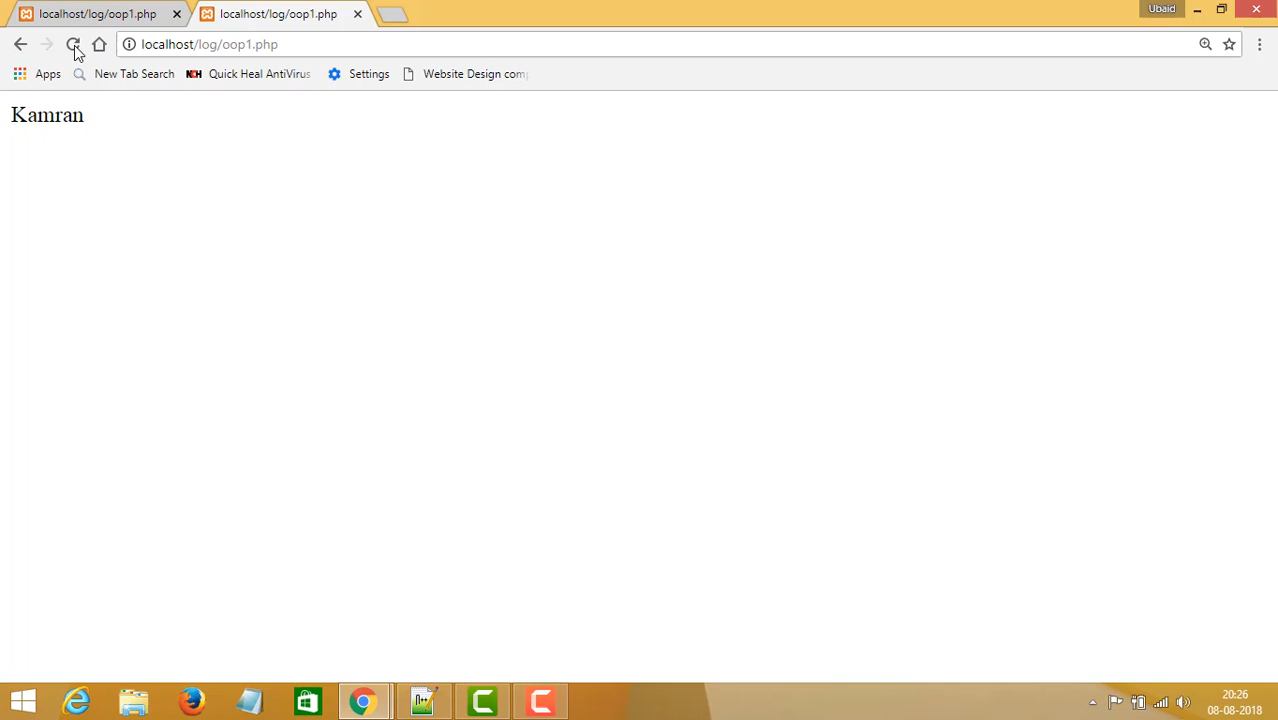 localhost/log/oop1.php
localhost/log/oop1.php
Ubaid
localhost/log/oop1.php
Apps
New Tab Search
NCH
Quick Heal AntiVirus
Settings
Website Design com
Kamran
N++
20:26
08-08-2018